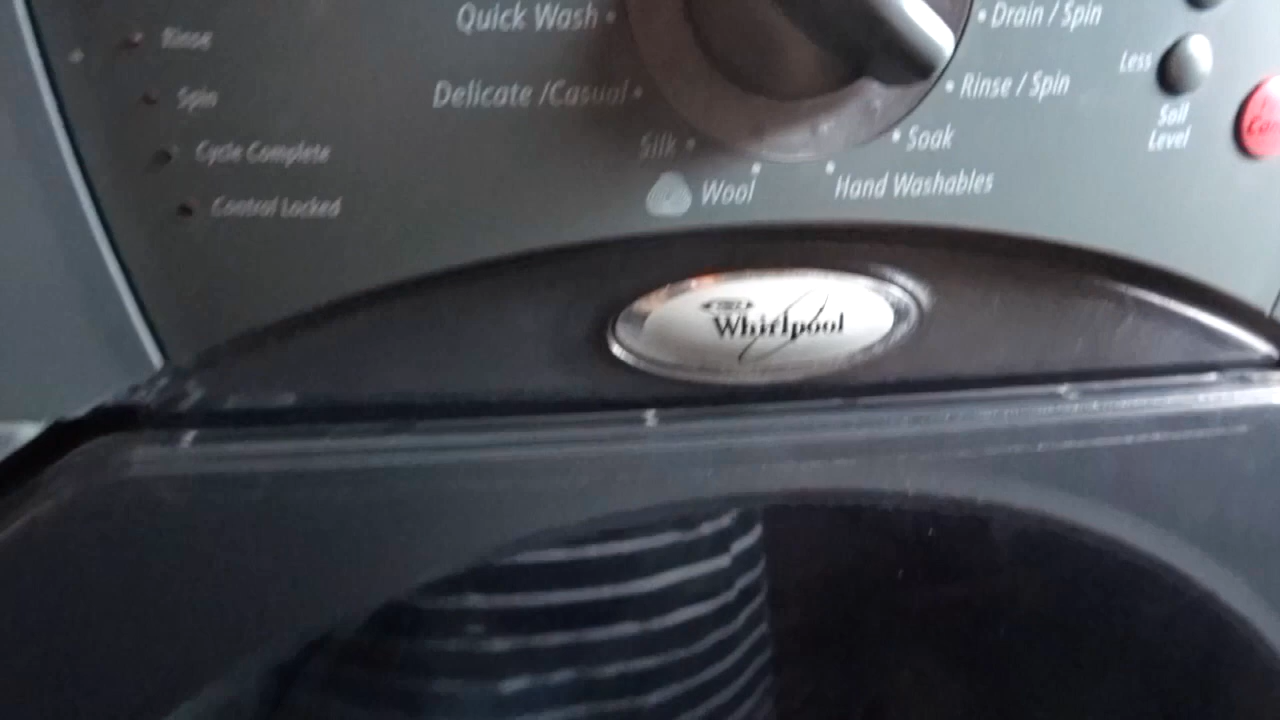 Rinse
Spin
Cycle Complete
Control Locked
Quick Wash
Delicate /Casual
Silk
Wool
Hand Washables
Soak
Rinse / Spin
Drain / Spin
Less
Soil
Level
Whirlpool